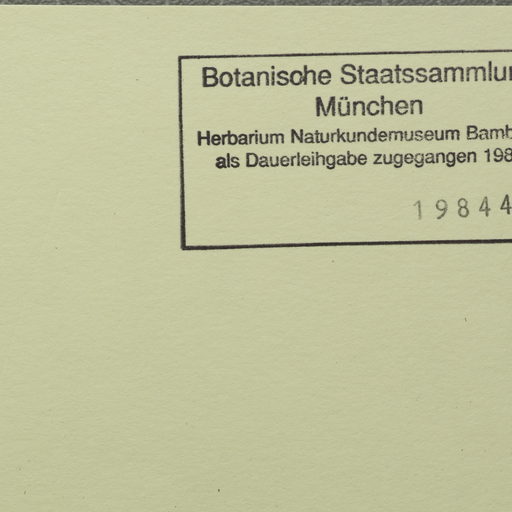 Botanische Staatssammlun
München
Herbarium Naturkundemuseum Bamb
als Dauerleihgabe zugegangen 198
19844